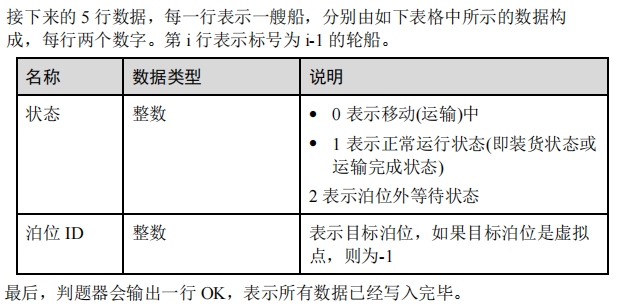 接下来的 5 行数据，每一行表示一艘船，分别由如下表格中所示的数据构
成，每行两个数字。第 i 行表示标号为 i-1 的轮船。
名称 数据类型 说明
状态 整数 • 0 表示移动(运输)中
• 1 表示正常运行状态(即装货状态或
运输完成状态)
2 表示泊位外等待状态
泊位 ID 整数 表示目标泊位，如果目标泊位是虚拟
点，则为-1
最后，判题器会输出一行 OK，表示所有数据已经写入完毕。